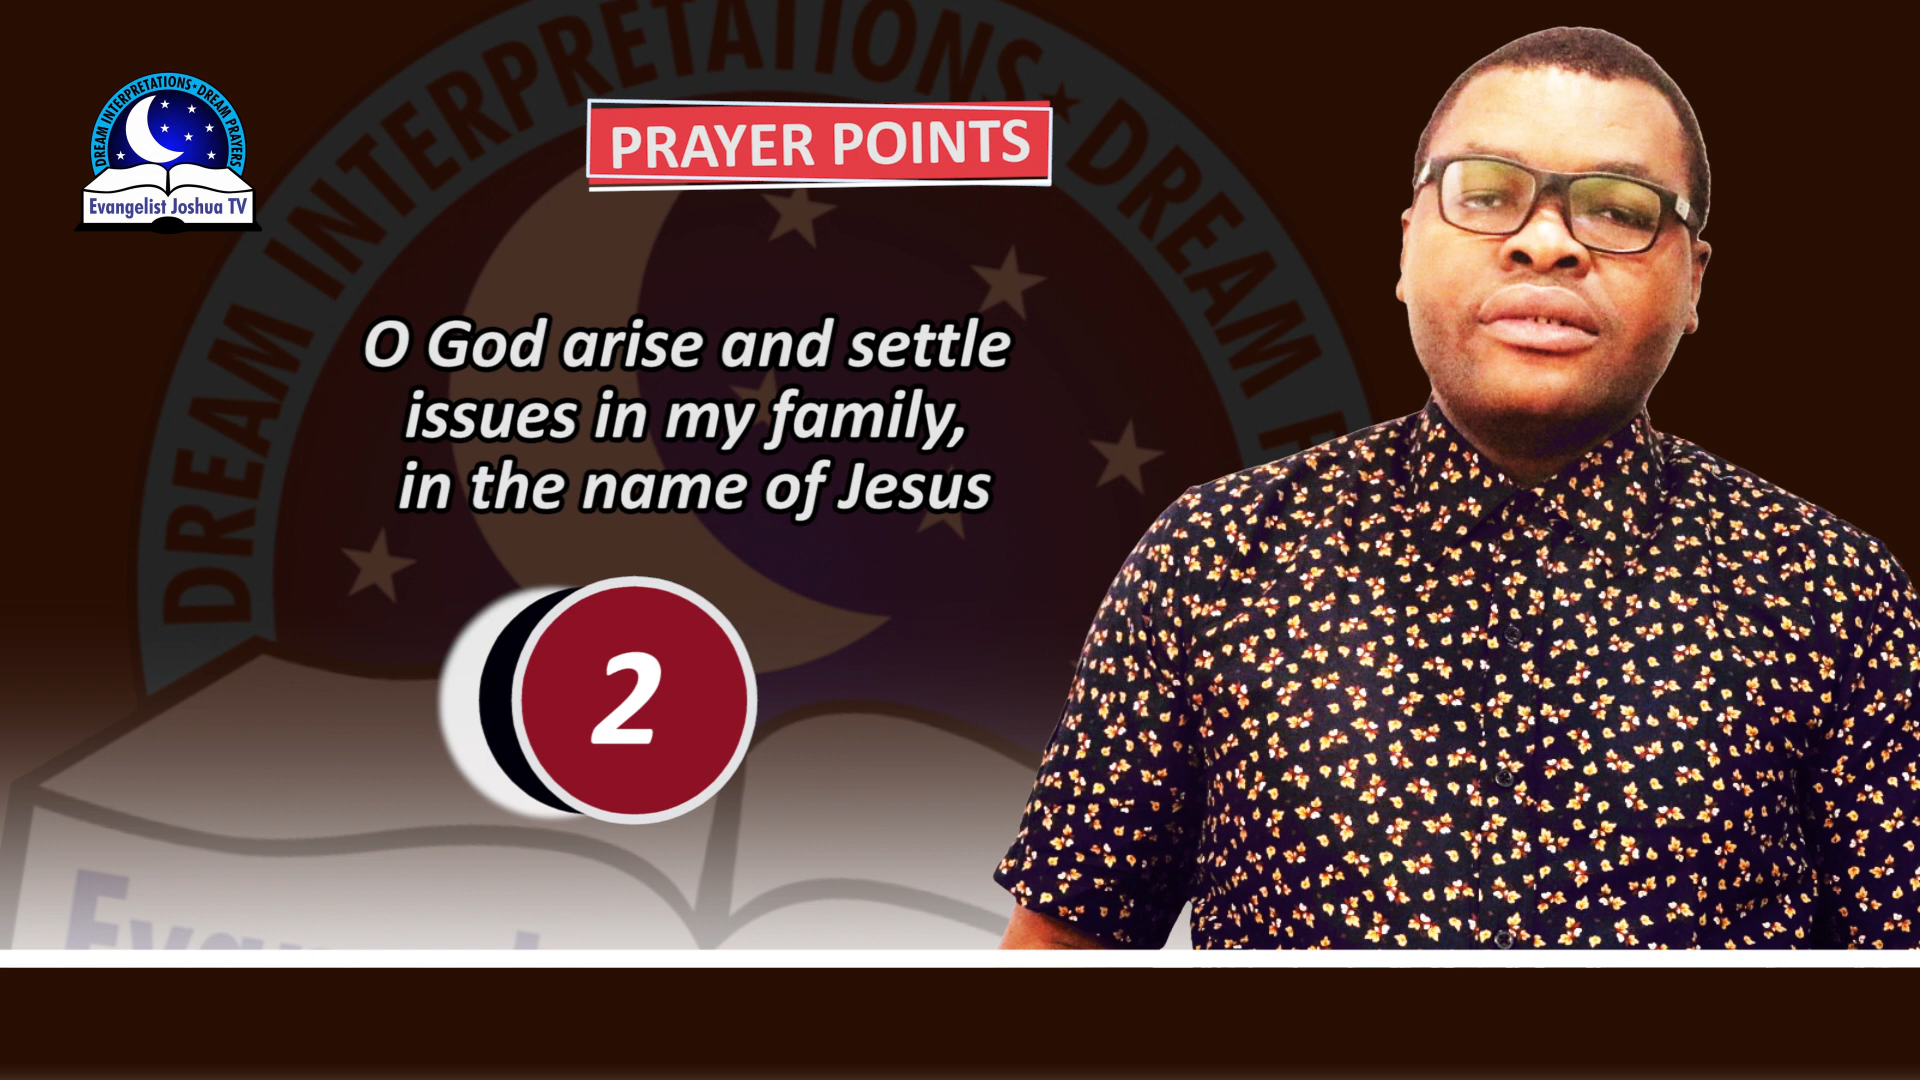 DREAM INTERPRETATIONS★DREAM PRAYERS
Evangelist Joshua TV
PRAYER POINTS
O God arise and settle
issues in my family,
in the name of Jesus
2
DREAM INTERPRETATIONS★DREAM